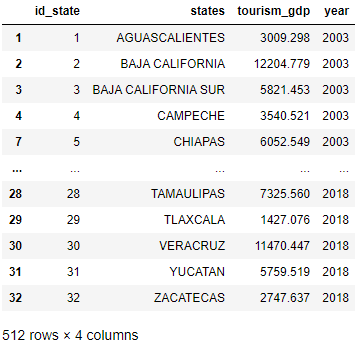 id_state states tourism_gdp year
1 1 AGUASCALIENTES 3009.298 2003
2 2 BAJA CALIFORNIA 12204.779 2003
3 3 BAJA CALIFORNIA SUR 5821.453 2003
4 4 CAMPECHE 3540.521 2003
7 5 CHIAPAS 6052.549 2003
... ... ... ... ...
28 28 TAMAULIPAS 7325.560 2018
29 29 TLAXCALA 1427.076 2018
30 30 VERACRUZ 11470.447 2018
31 31 YUCATAN 5759.519 2018
32 32 ZACATECAS 2747.637 2018
512 rows × 4 columns